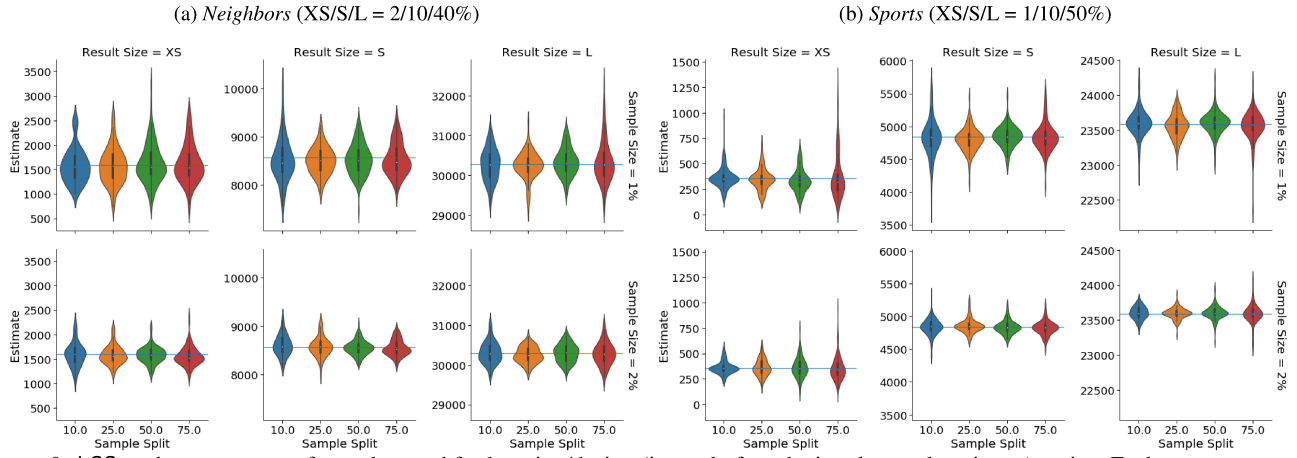 (a) Neighbors (XS/S/L = 2/10/40%)
Result Size = XS
Result Size = S
Result Size = L
Estimate
3500
3000
2500
2000
1500
1000
500
10000
9000
8000
32000
31000
30000
29000
Sample Size = 1%
Estimate
3500
3000
2500
2000
1500
1000
500
10000
9000
8000
32000
31000
30000
29000
Sample Size = 2%
10.0 25.0 50.0 75.0
Sample Split
10.0 25.0 50.0 75.0
Sample Split
10.0 25.0 50.0 75.0
Sample Split
(b) Sports (XS/S/L = 1/10/50%)
Result Size = XS
Result Size = S
Result Size = L
Estimate
1500
1250
1000
750
500
250
0
6000
5500
5000
4500
4000
3500
24500
24000
23500
23000
22500
Sample Size = 1%
Estimate
1500
1250
1000
750
500
250
0
6000
5500
5000
4500
4000
3500
24500
24000
23500
23000
22500
Sample Size = 2%
10.0 25.0 50.0 75.0
Sample Split
10.0 25.0 50.0 75.0
Sample Split
10.0 25.0 50.0 75.0
Sample Split